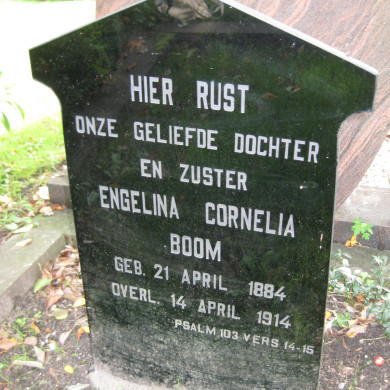 HIER RUST
ONZE GELIEFDE DOCHTER
EN ZUSTER
ENGELINA CORNELIA
BOOM
GEB. 21 APRIL 1884
OVERL. 14 APRIL 1914
PSALM 103 VERS 14-15